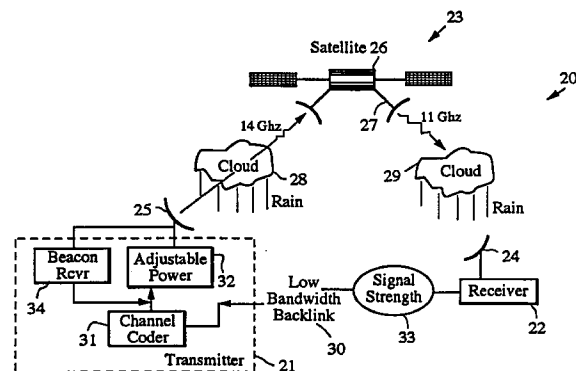 23
Satellite 26
20
14 Ghz
27
11 Ghz
Cloud
28
29
Cloud
Rain
Rain
25
24
Beacon Rcvr
34
Adjustable Power
32
Low Bandwidth Backlink
30
Signal Strength
33
Receiver
22
31
Channel Coder
Transmitter
21